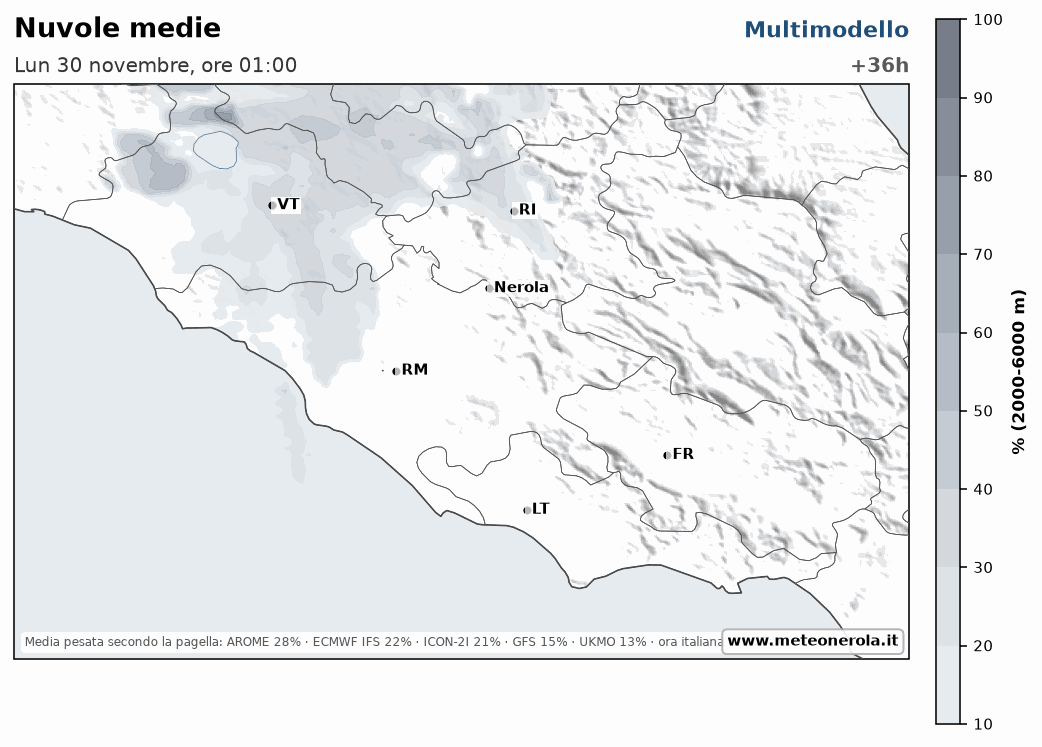 Nuvole medie
Multimodello
Lun 30 novembre, ore 01:00
+36h
VT
RI
Nerola
RM
FR
LT
Media pesata secondo la pagella: AROME 28% · ECMWF IFS 22% · ICON-2I 21% · GFS 15% · UKMO 13% · ora italiana
www.meteonerola.it
100
90
80
70
60
50
40
30
20
10
% (2000-6000 m)